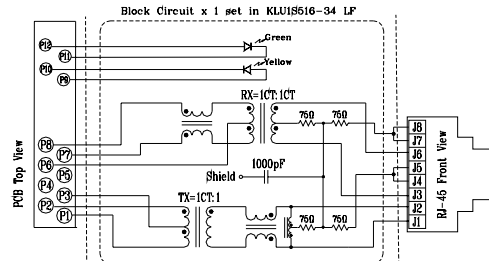 Block Circuit x 1 set in KLU1S516-34 LF
Green
Yellow
P12
P11
P10
P9
RX=1CT:1CT
75Ω
75Ω
P8
P7
P6
P5
P4
P3
P2
P1
PCB Top View
1000pF
Shield
TX=1CT:1
75Ω
75Ω
J8
J7
J6
J5
J4
J3
J2
J1
RJ-45 Front View